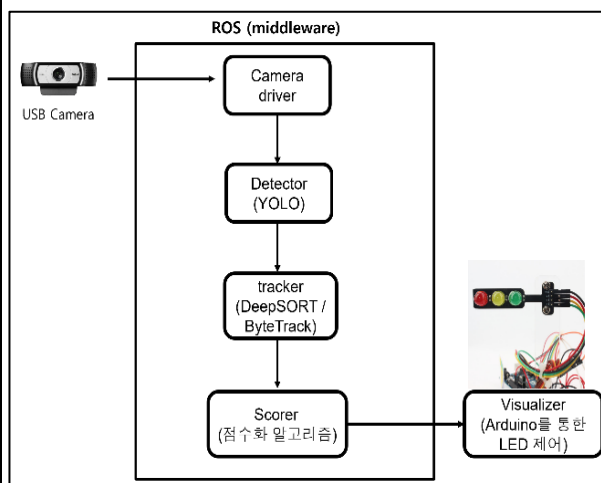 ROS (middleware)
USB Camera
Camera
driver
Detector
(YOLO)
tracker
(DeepSORT /
ByteTrack)
Scorer
(점수화 알고리즘)
Visualizer
(Arduino를 통한
LED 제어)